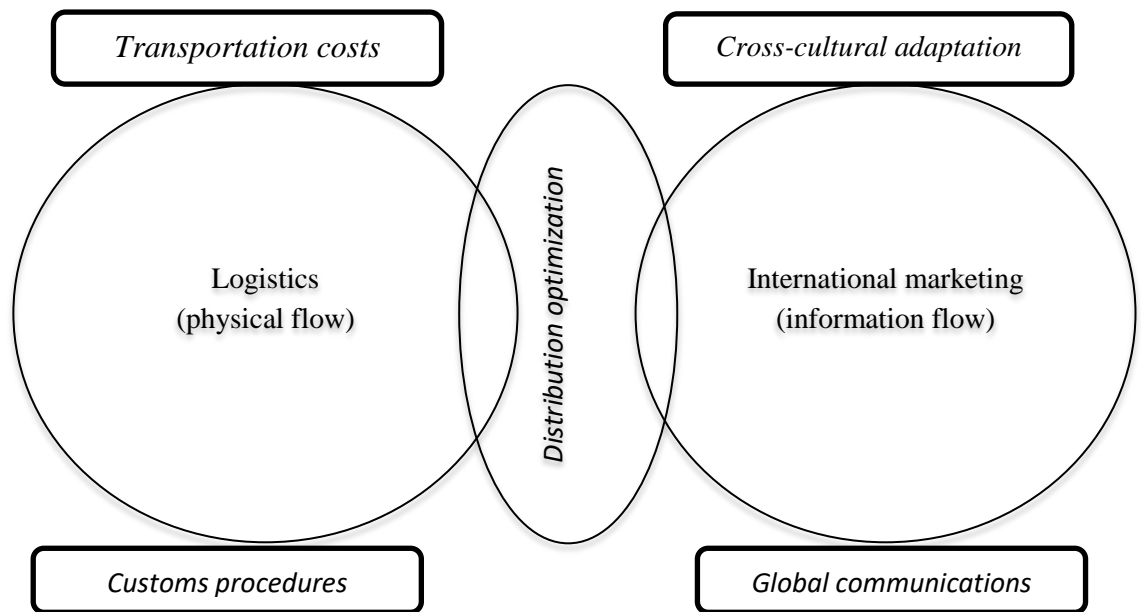 Transportation costs
Cross-cultural adaptation
Logistics
(physical flow)
Distribution optimization
International marketing
(information flow)
Customs procedures
Global communications